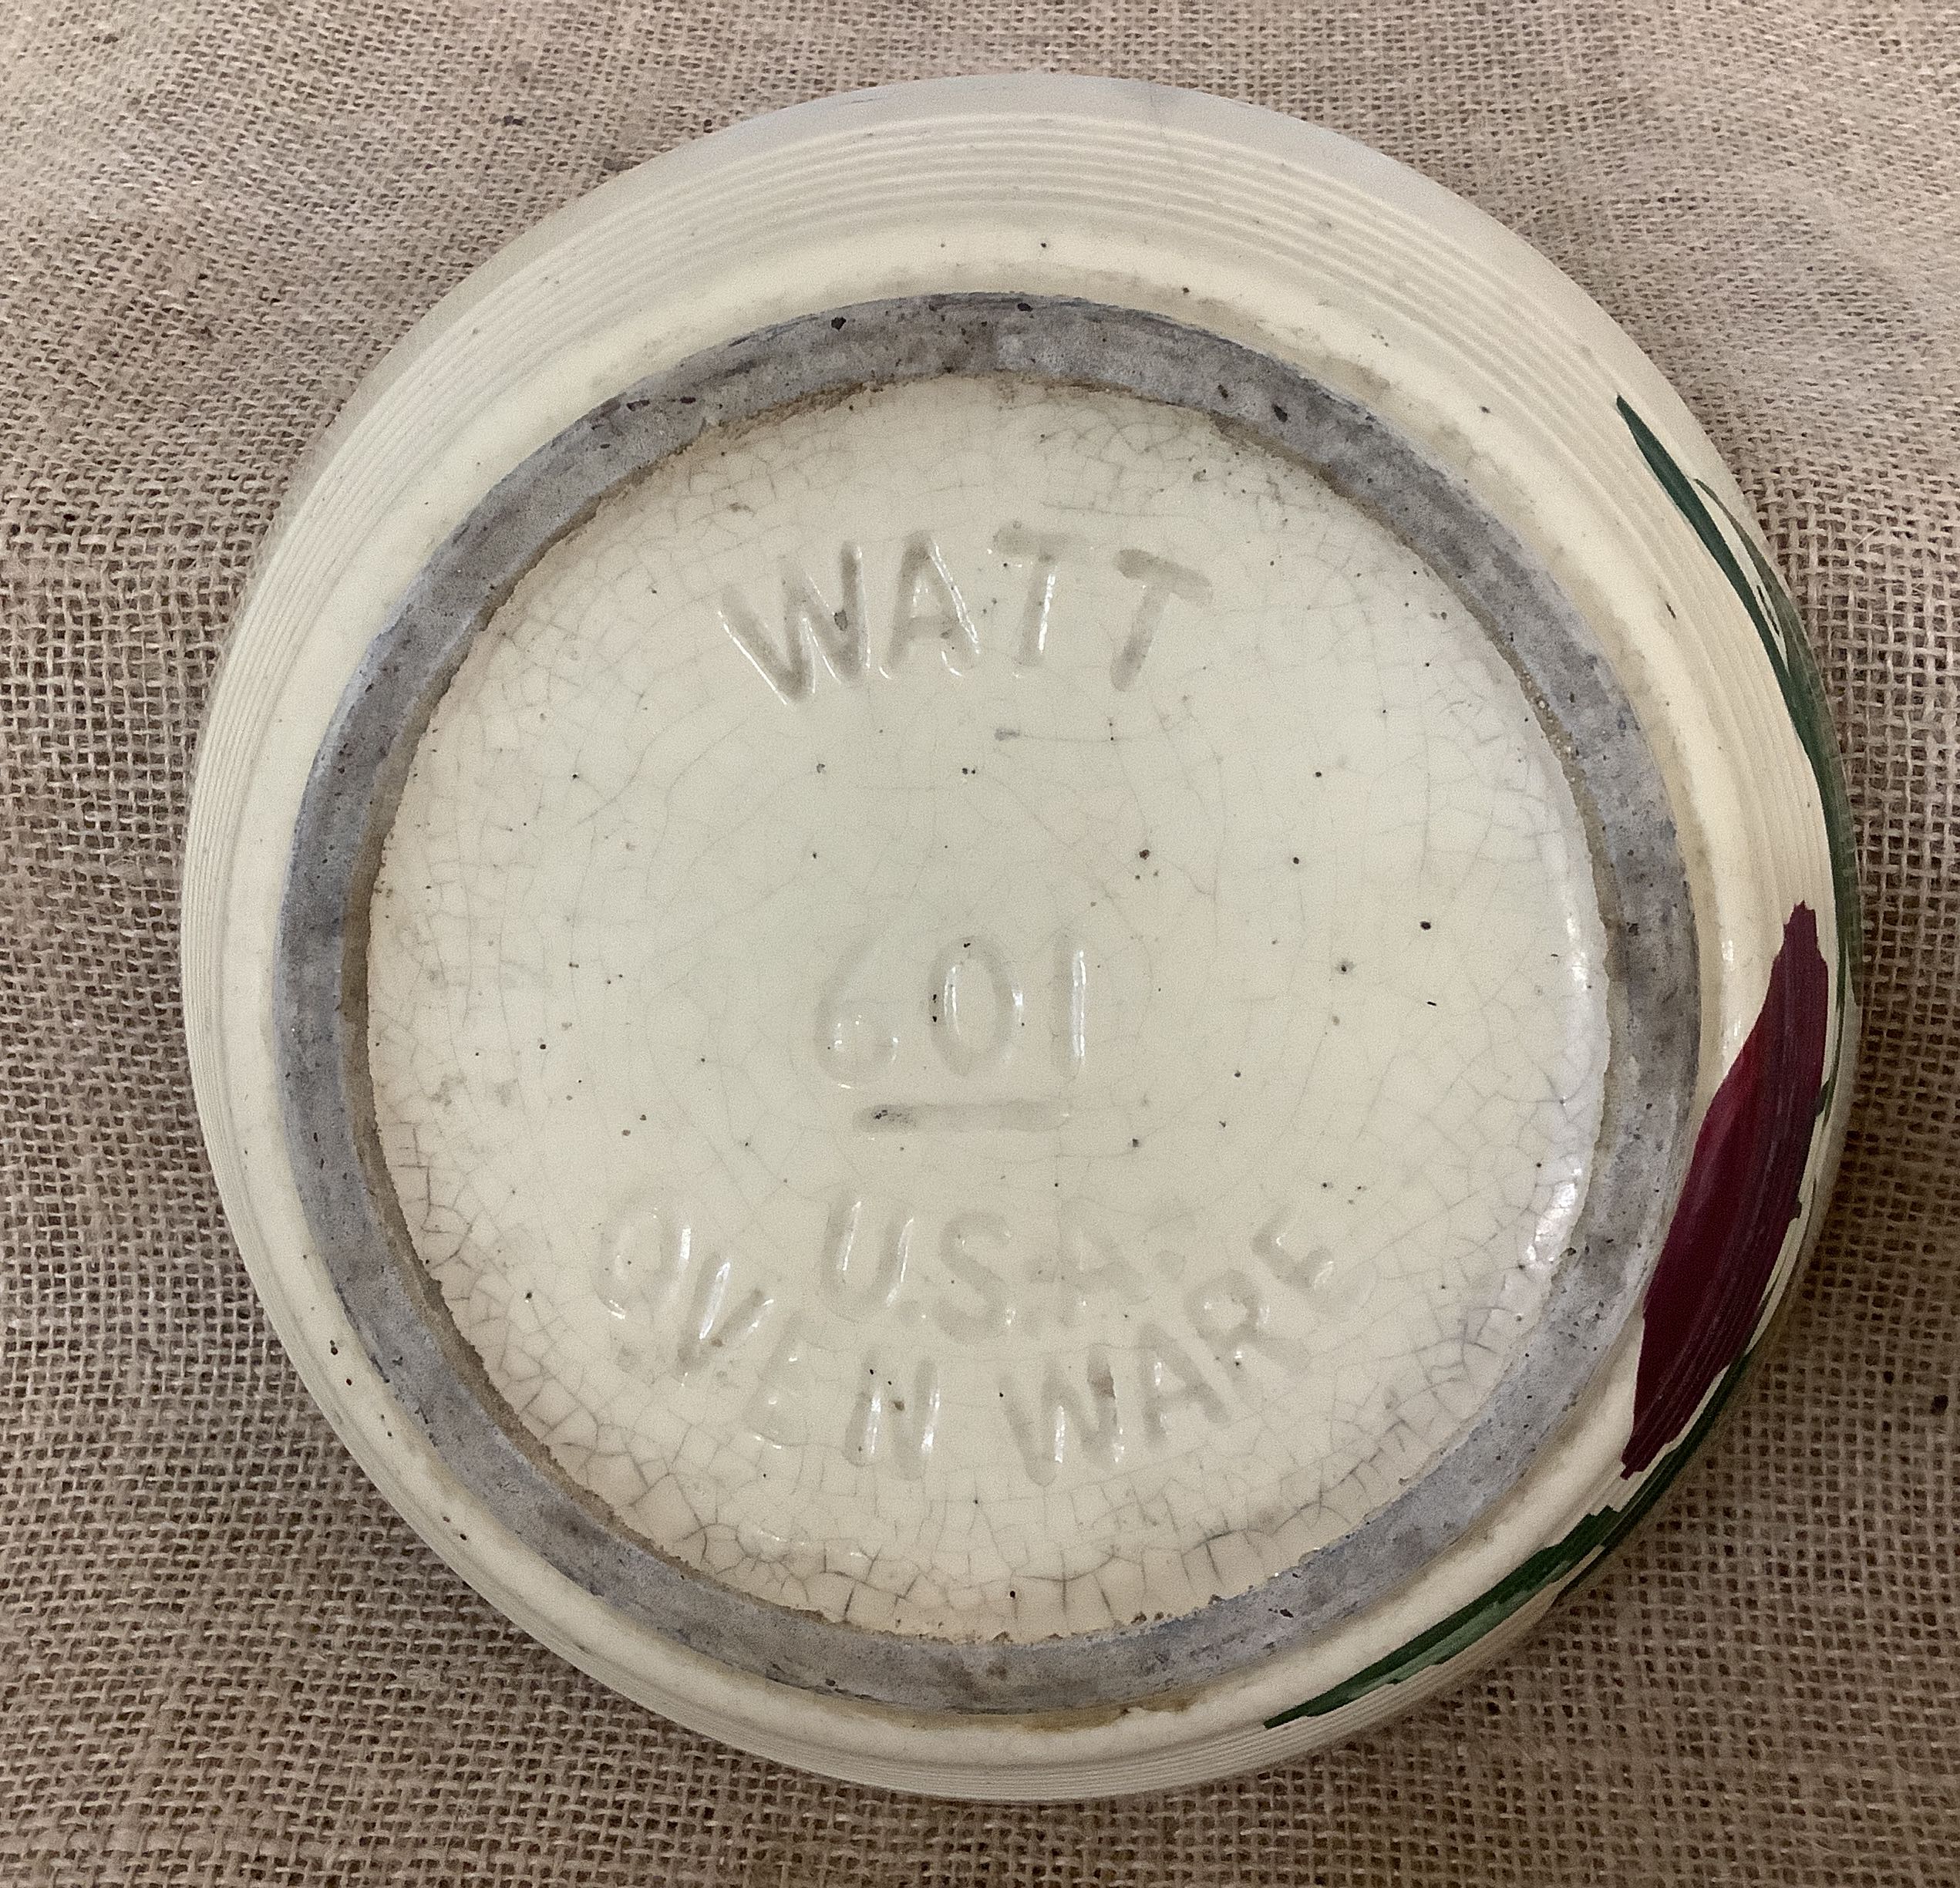 WATT
601
U.S.A.
OVEN WARE